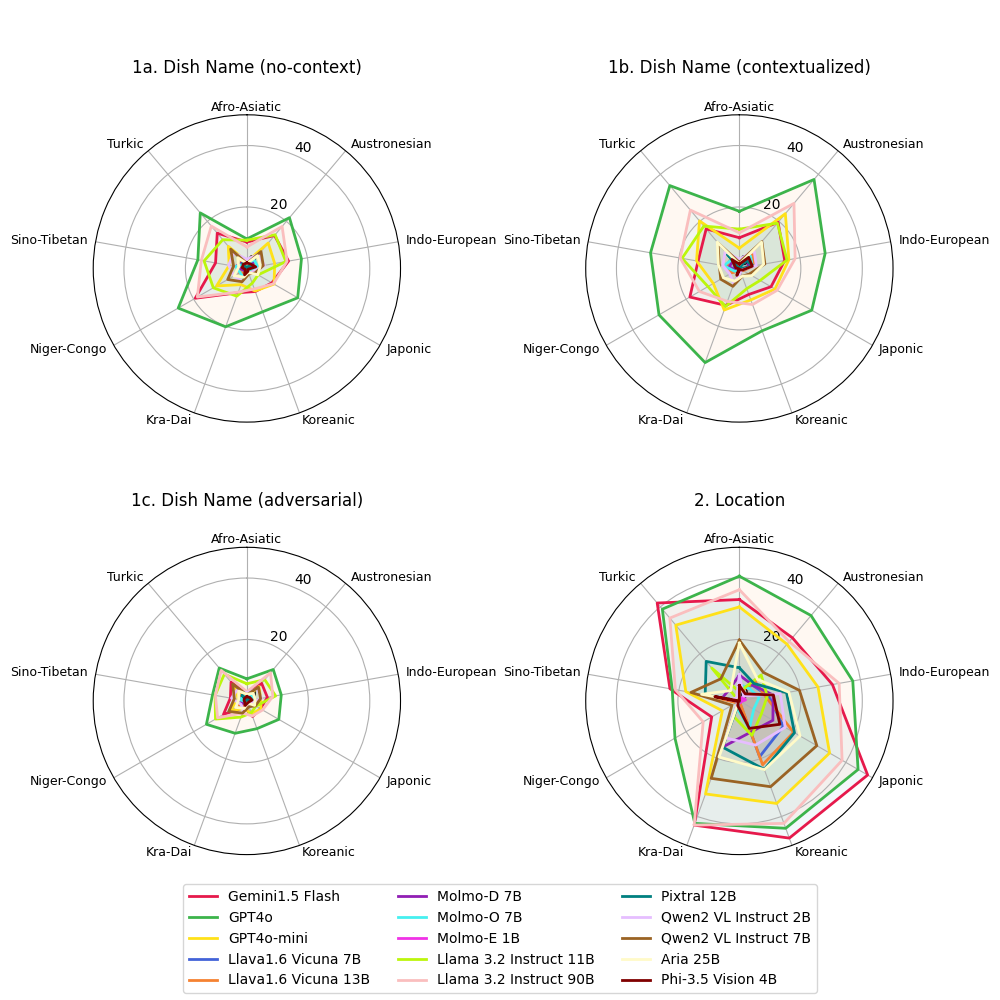 1a. Dish Name (no-context)
Afro-Asiatic
Turkic
40
Austronesian
20
Sino-Tibetan
Indo-European
Niger-Congo
Japonic
Kra-Dai
Koreanic
1b. Dish Name (contextualized)
Afro-Asiatic
Turkic
40
Austronesian
20
Sino-Tibetan
Indo-European
Niger-Congo
Japonic
Kra-Dai
Koreanic
1c. Dish Name (adversarial)
Afro-Asiatic
Turkic
40
Austronesian
20
Sino-Tibetan
Indo-European
Niger-Congo
Japonic
Kra-Dai
Koreanic
2. Location
Afro-Asiatic
Turkic
40
Austronesian
20
Sino-Tibetan
Indo-European
Niger-Congo
Japonic
Kra-Dai
Koreanic
Gemini1.5 Flash
GPT4o
GPT4o-mini
Llava1.6 Vicuna 7B
Llava1.6 Vicuna 13B
Molmo-D 7B
Molmo-O 7B
Molmo-E 1B
Llama 3.2 Instruct 11B
Llama 3.2 Instruct 90B
Pixtral 12B
Qwen2 VL Instruct 2B
Qwen2 VL Instruct 7B
Aria 25B
Phi-3.5 Vision 4B